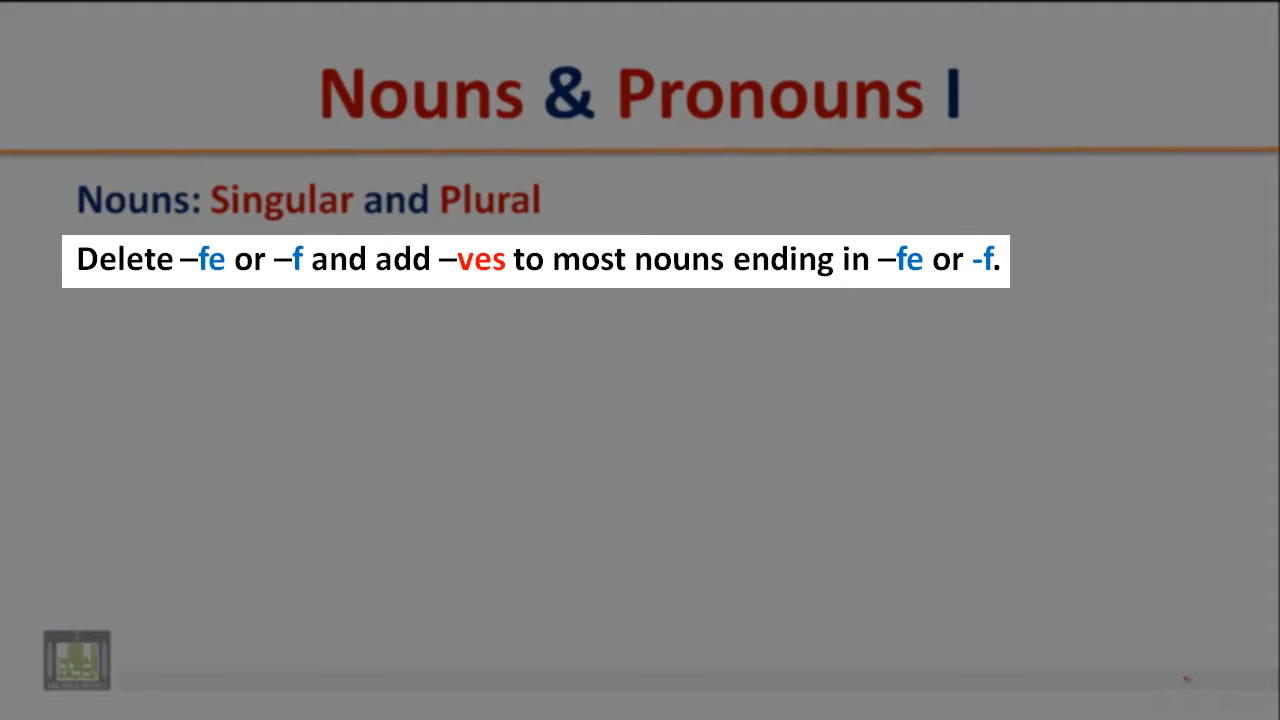 Nouns & Pronouns I
Nouns: Singular and Plural
Delete –fe or –f and add –ves to most nouns ending in –fe or -f.